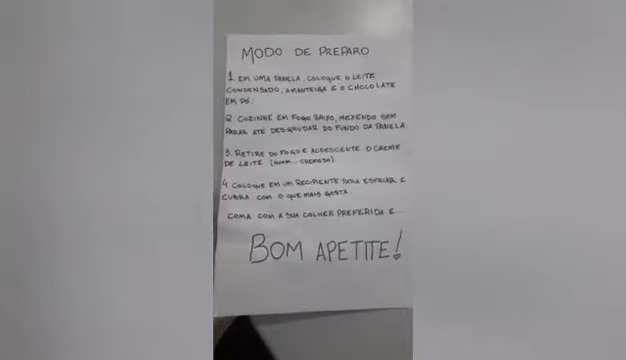 MODO DE PREPARO
1. EM UMA PANELA, COLOQUE O LEITE
CONDENSADO, A MANTEIGA E O CHOCOLATE
EM PÓ.
2. COZINHE EM FOGO BAIXO, MEXENDO SEM
PARAR ATÉ DESGRUDAR DO FUNDO DA PANELA.
3. RETIRE DO FOGO E ACRESCENTE O CREME
DE LEITE (HUMM... CREMOSO)
4. COLOQUE EM UM RECIPIENTE PARA ESFRIAR E
CUBRA COM O QUE MAIS GOSTA.
COMA COM A SUA COLHER PREFERIDA E...
BOM APETITE!